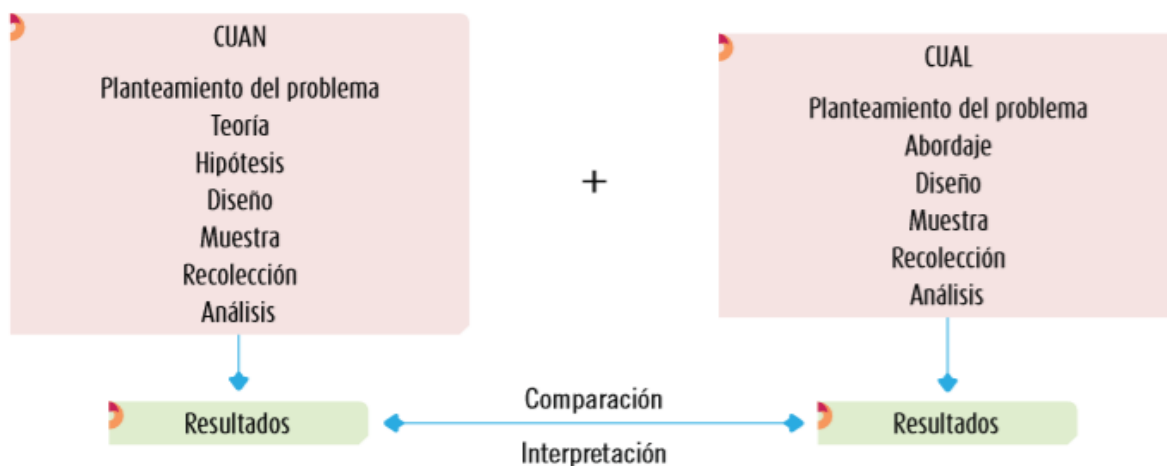 CUAN
Planteamiento del problema
Teoría
Hipótesis
Diseño
Muestra
Recolección
Análisis
Resultados
+
CUAL
Planteamiento del problema
Abordaje
Diseño
Muestra
Recolección
Análisis
Resultados
Comparación
Interpretación